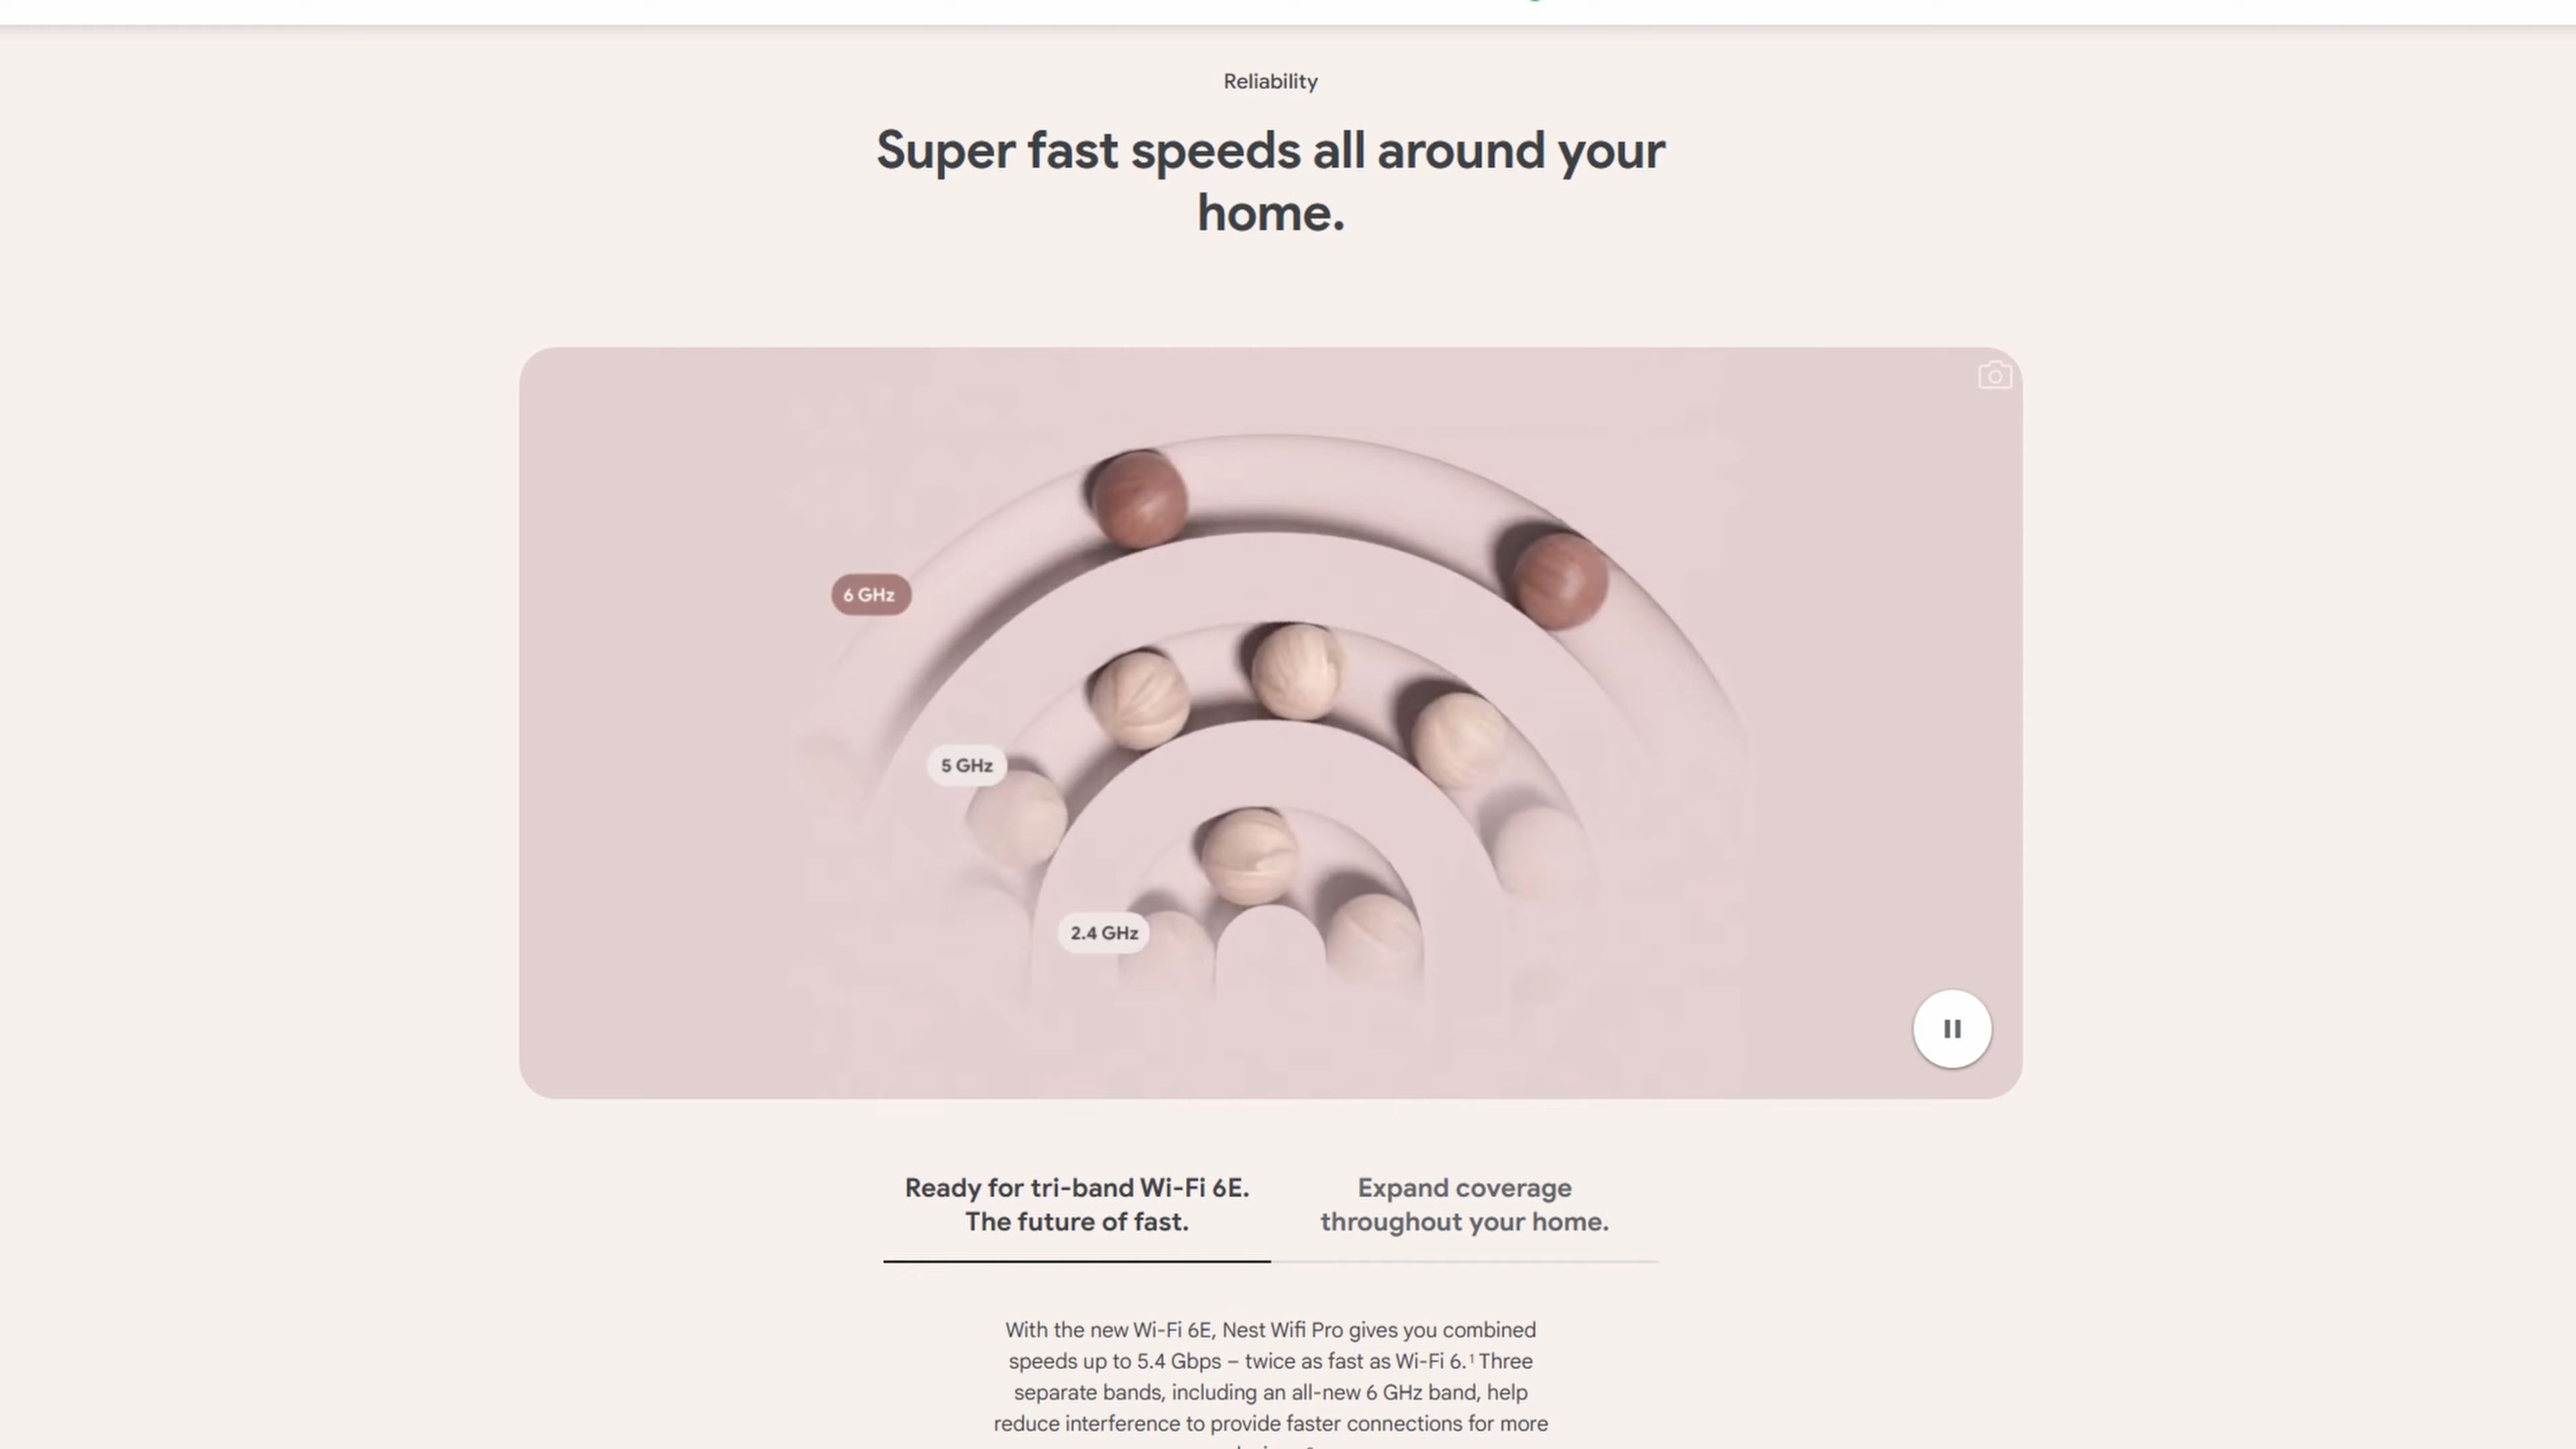 Reliability
Super fast speeds all around your
home.
6 GHz
5 GHz
2.4 GHz
Ready for tri-band Wi-Fi 6E.
The future of fast.
Expand coverage
throughout your home.
With the new Wi-Fi 6E, Nest Wifi Pro gives you combined
speeds up to 5.4 Gbps – twice as fast as Wi-Fi 6.¹ Three
separate bands, including an all-new 6 GHz band, help
reduce interference to provide faster connections for more